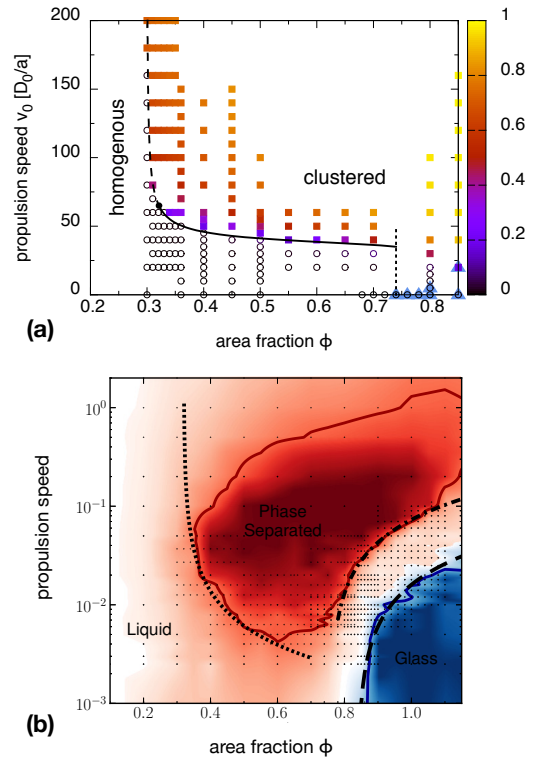 200
150
100
50
0
propulsion speed v₀ [D₀/a]
homogenous
clustered
0.2 0.3 0.4 0.5 0.6 0.7 0.8
area fraction ϕ
1
0.8
0.6
0.4
0.2
0
(a)
10⁰
10⁻¹
10⁻²
10⁻³
propulsion speed
Phase
Separated
Liquid
Glass
0.2 0.4 0.6 0.8 1.0
area fraction ϕ
(b)